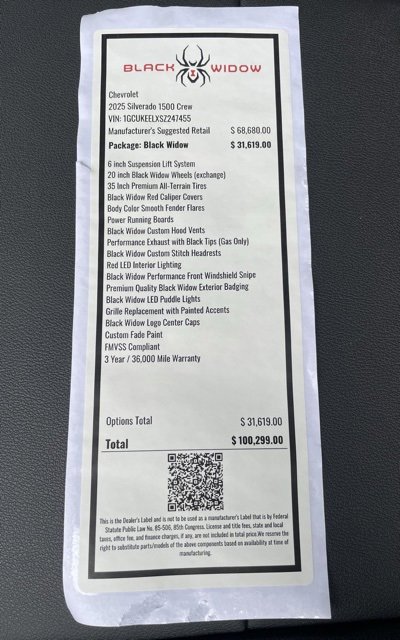 BLACK WIDOW
Chevrolet
2025 Silverado 1500 Crew
VIN: 1GCUKEELXSZ247455
Manufacturer's Suggested Retail $ 68,680.00
Package: Black Widow $ 31,619.00
6 inch Suspension Lift System
20 inch Black Widow Wheels (exchange)
35 Inch Premium All-Terrain Tires
Black Widow Red Caliper Covers
Body Color Smooth Fender Flares
Power Running Boards
Black Widow Custom Hood Vents
Performance Exhaust with Black Tips (Gas Only)
Black Widow Custom Stitch Headrests
Red LED Interior Lighting
Black Widow Performance Front Windshield Snipe
Premium Quality Black Widow Exterior Badging
Black Widow LED Puddle Lights
Grille Replacement with Painted Accents
Black Widow Logo Center Caps
Custom Fade Paint
FMVSS Compliant
3 Year / 36,000 Mile Warranty
Options Total $ 31,619.00
Total $ 100,299.00
This is the Dealer's Label and is not to be used as a manufacturer's label that is by Federal
Statute Public Law No. 85-506, 85th Congress. License and title fees, state and local
taxes, office fee, and finance charges, if any, are not included in total price.We reserve the
right to substitute parts/models of the above components based on availability at time of
manufacturing.